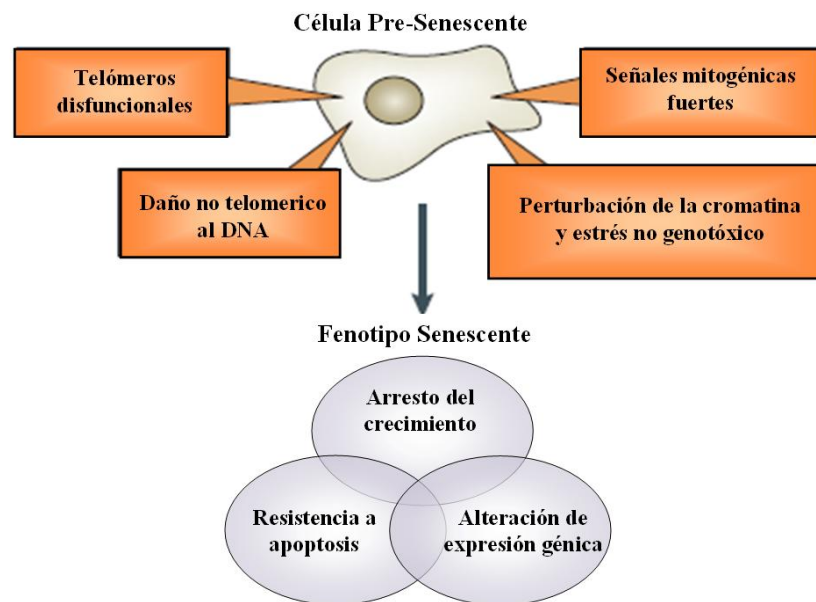 Célula Pre-Senescente
Telómeros
disfuncionales
Señales mitogénicas
fuertes
Daño no telomerico
al DNA
Perturbación de la cromatina
y estrés no genotóxico
Fenotipo Senescente
Arresto del
crecimiento
Resistencia a
apoptosis
Alteración de
expresión génica